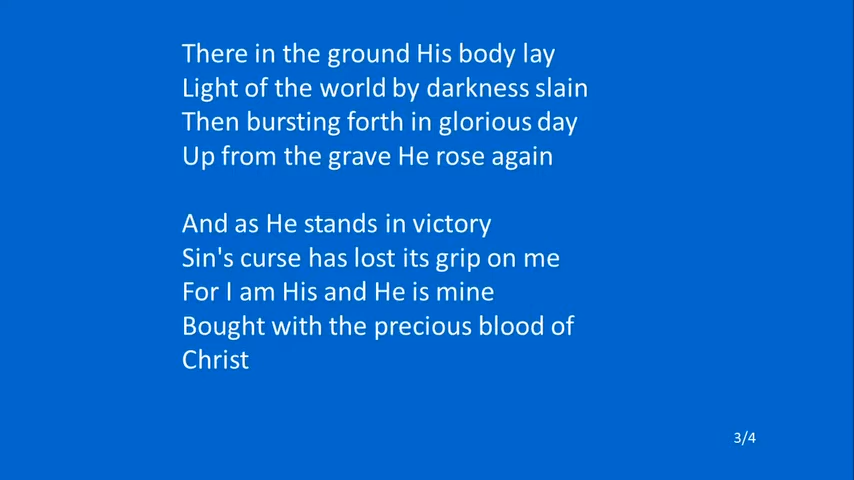 There in the ground His body lay
Light of the world by darkness slain
Then bursting forth in glorious day
Up from the grave He rose again
And as He stands in victory
Sin's curse has lost its grip on me
For I am His and He is mine
Bought with the precious blood of
Christ
3/4